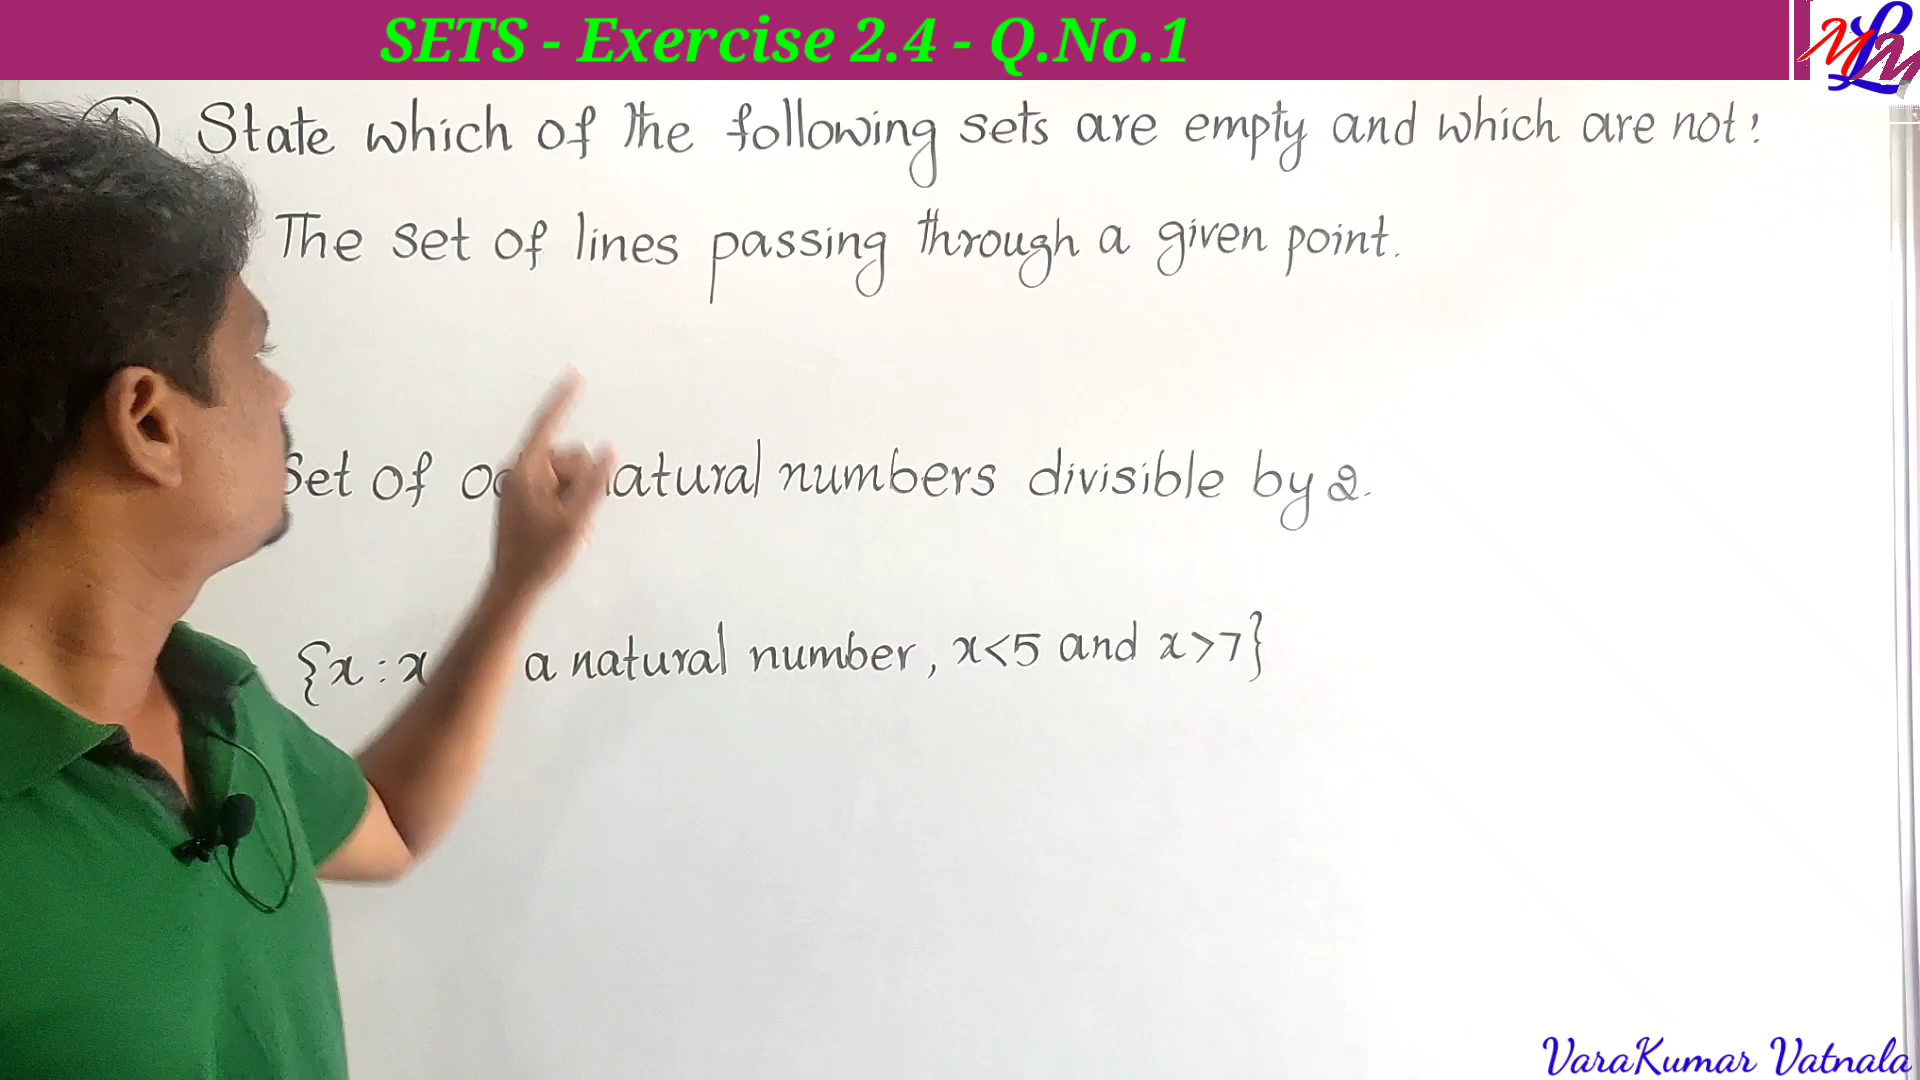 SETS - Exercise 2.4 - Q.No.1
MLM
State which of the following sets are empty and which are not?
The set of lines passing through a given point.
Set of natural numbers divisible by 2.
{x : x a natural number, x<5 and x>7}
VaraKumar Vatnala